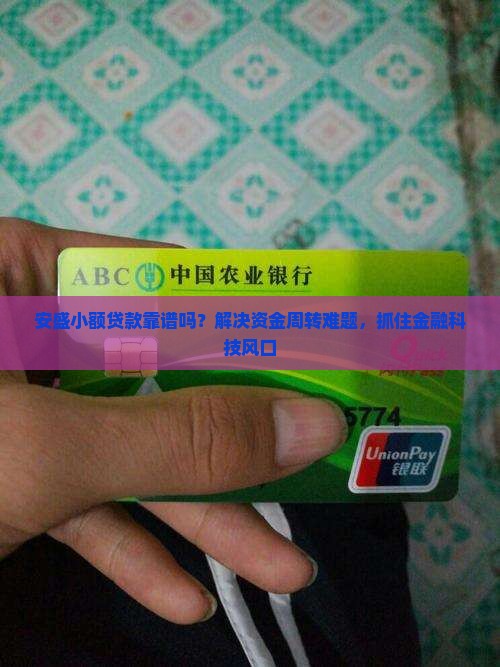 ABC 中国农业银行
安盛小额贷款靠谱吗？解决资金周转难题，抓住金融科
技风口
5774
UnionPay
银联